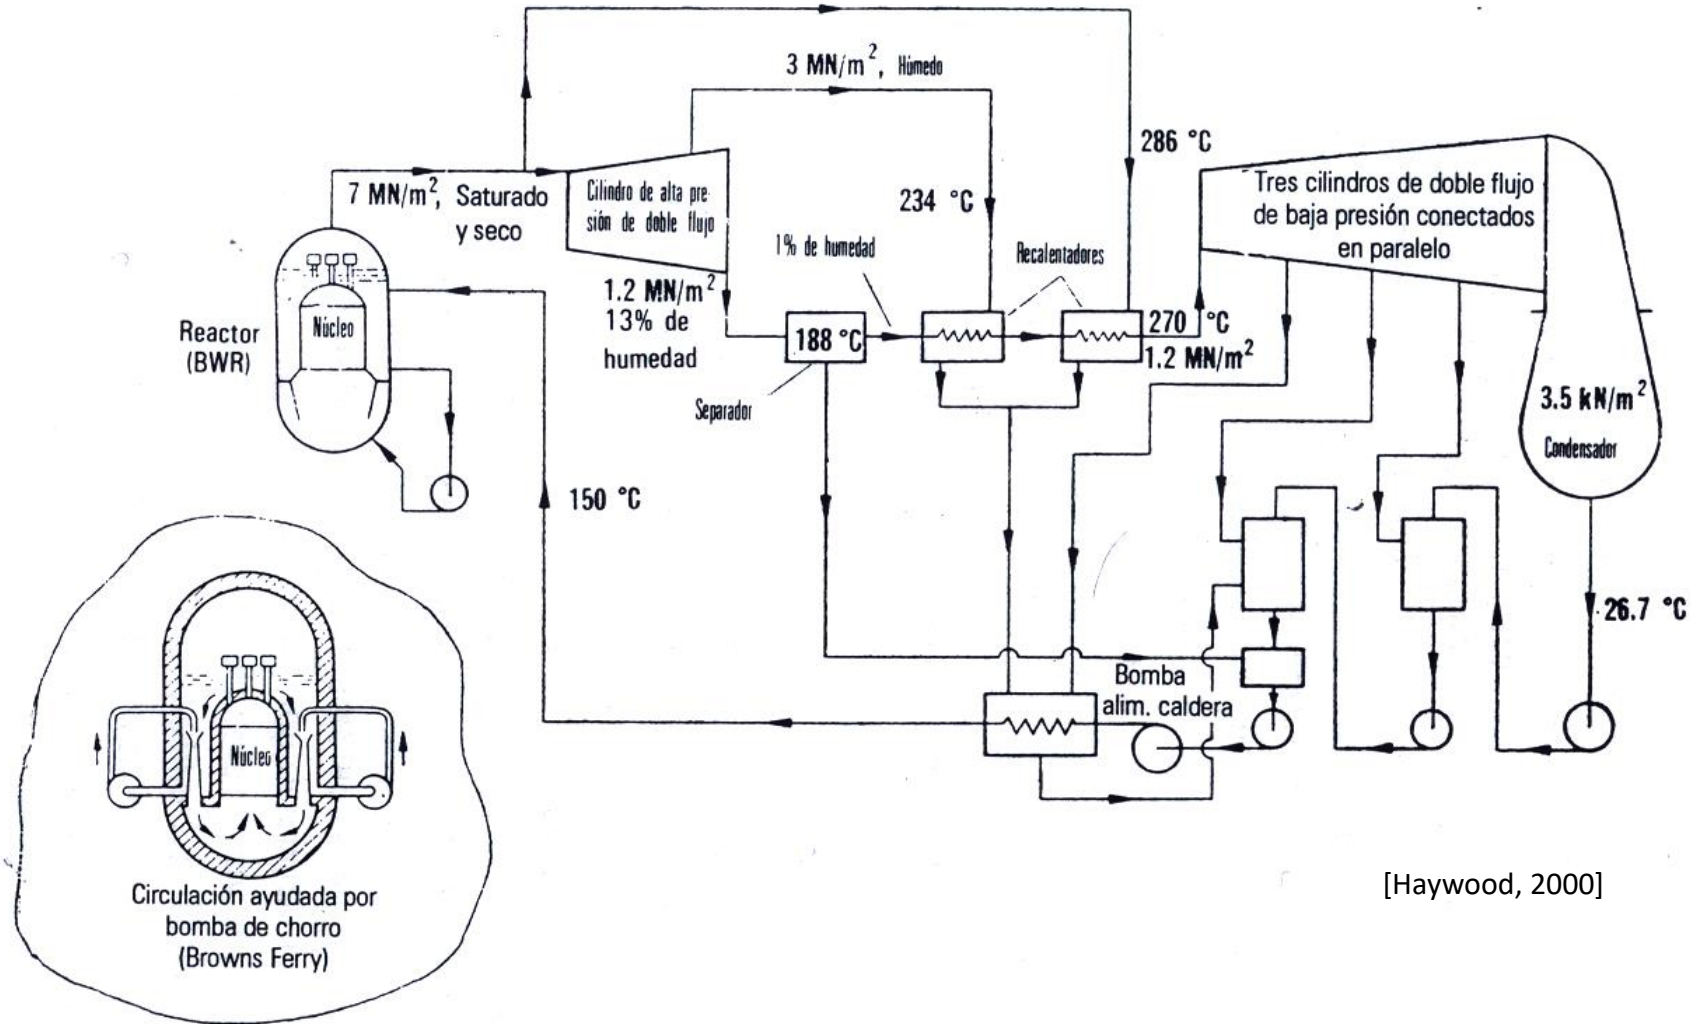 3 MN/m², Húmedo
286 °C
7 MN/m², Saturado
y seco
Cilindro de alta pre-
sión de doble flujo
234 °C
Tres cilindros de doble flujo
de baja presión conectados
en paralelo
1% de humedad
Recalentadores
1.2 MN/m²
13% de
humedad
Reactor
(BWR)
Núcleo
188 °C
270 °C
1.2 MN/m²
Separador
3.5 kN/m²
Condensador
150 °C
26.7 °C
Bomba
alim. caldera
Núcleo
Circulación ayudada por
bomba de chorro
(Browns Ferry)
[Haywood, 2000]